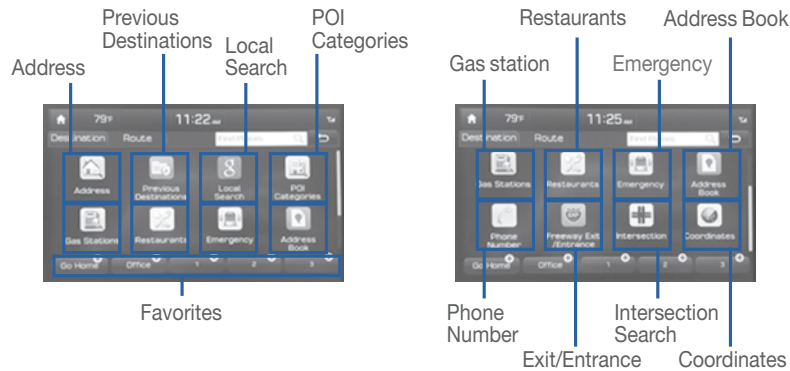 Previous
Destinations
POI
Categories
Local
Search
Address
79°F
11:22 AM
Destination
Route
Find Places
Address
Previous
Destinations
Local
Search
POI
Categories
Gas Stations
Restaurants
Emergency
Address
Book
Go Home
Office
1
2
3
Favorites
Restaurants
Address Book
Gas station
Emergency
79°F
11:25 AM
Destination
Route
Find Places
Gas Stations
Restaurants
Emergency
Address
Book
Phone
Number
Freeway Exit
/Entrance
Intersection
Coordinates
Go Home
Office
1
2
3
Phone
Number
Intersection
Search
Exit/Entrance
Coordinates